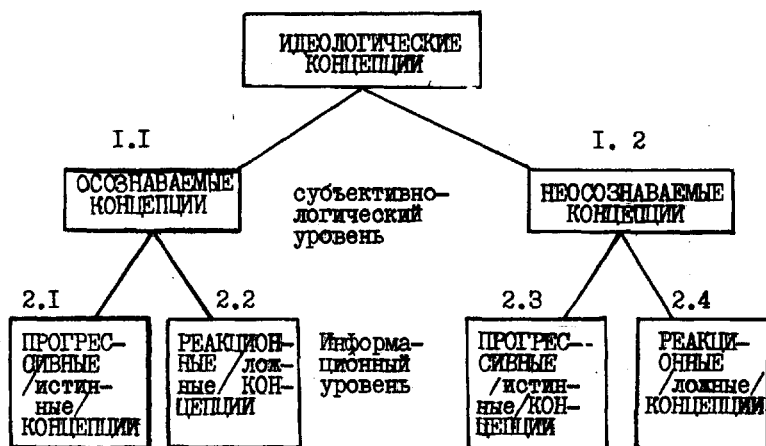 ИДЕОЛОГИЧЕСКИЕ
КОНЦЕПЦИИ
I.I
I. 2
ОСОЗНАВАЕМЫЕ
КОНЦЕПЦИИ
субъективно-
логический
уровень
НЕОСОЗНАВАЕМЫЕ
КОНЦЕПЦИИ
2.I
2.2
2.3
2.4
ПРОГРЕС-
СИВНЫЕ
/истин-
ные/
КОНЦЕПЦИИ
РЕАКЦИОН-
НЫЕ /лож-
ные/ КОН-
ЦЕПЦИИ
Информа-
ционный
уровень
ПРОГРЕС--
СИВНЫЕ
/истин-
ные/КОН-
ЦЕПЦИИ
РЕАКЦИ-
ОННЫЕ
/ложные/
КОНЦЕПЦИИ